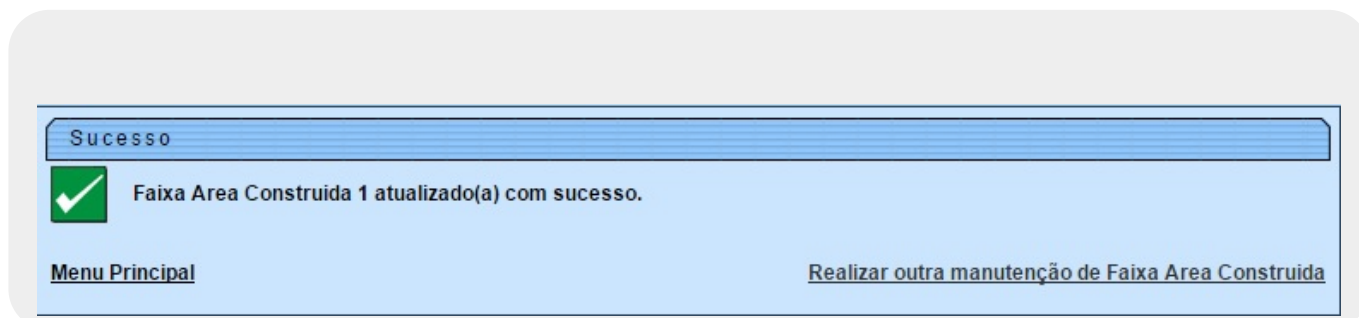 Sucesso
Faixa Area Construida 1 atualizado(a) com sucesso.
Menu Principal
Realizar outra manutenção de Faixa Area Construida